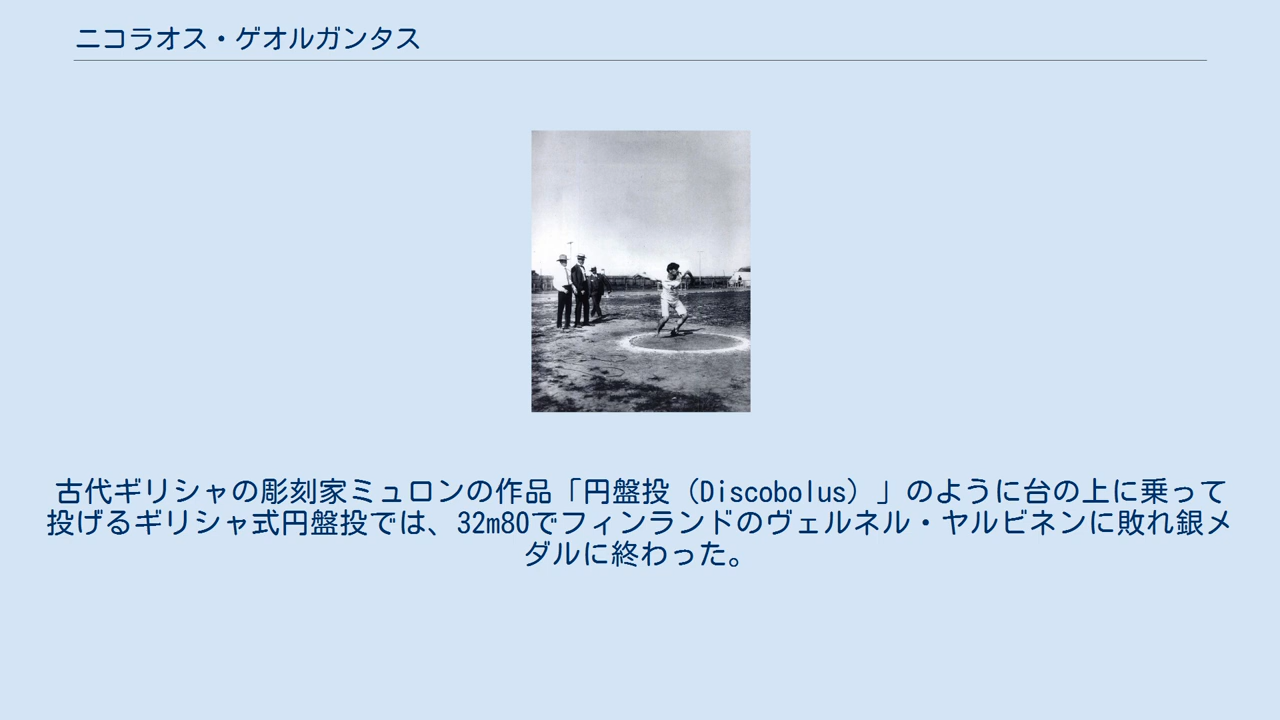 ニコラオス・ゲオルガンタス
古代ギリシャの彫刻家ミュロンの作品「円盤投（Discobolus）」のように台の上に乗って
投げるギリシャ式円盤投では、32m80でフィンランドのヴェルネル・ヤルビネンに敗れ銀メ
ダルに終わった。